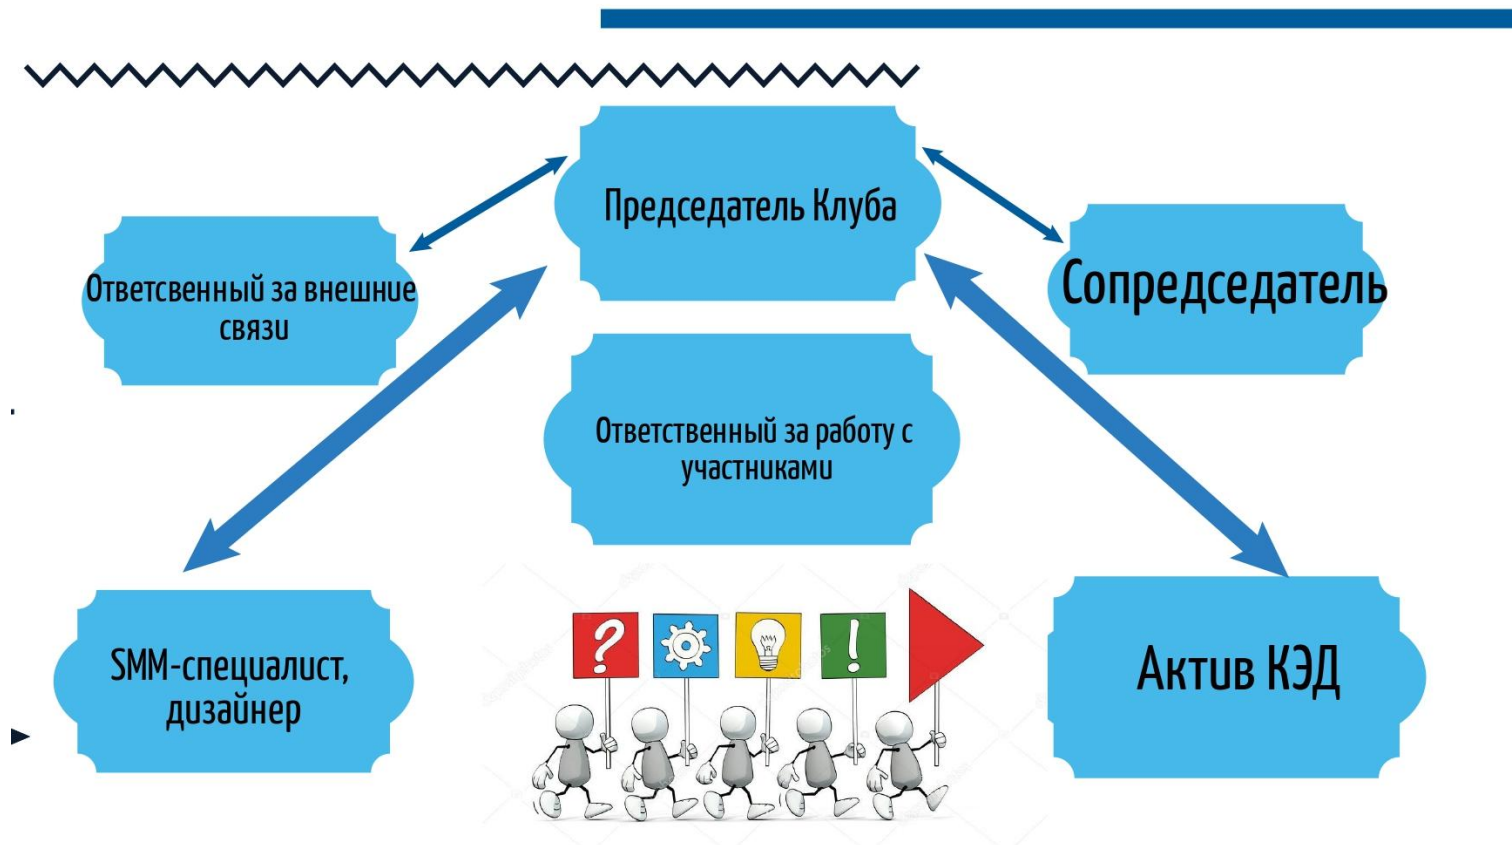 Председатель Клуба
Ответсвенный за внешние
связи
Сопредседатель
Ответственный за работу с
участниками
SMM-специалист,
дизайнер
Актив КЭД
?
!